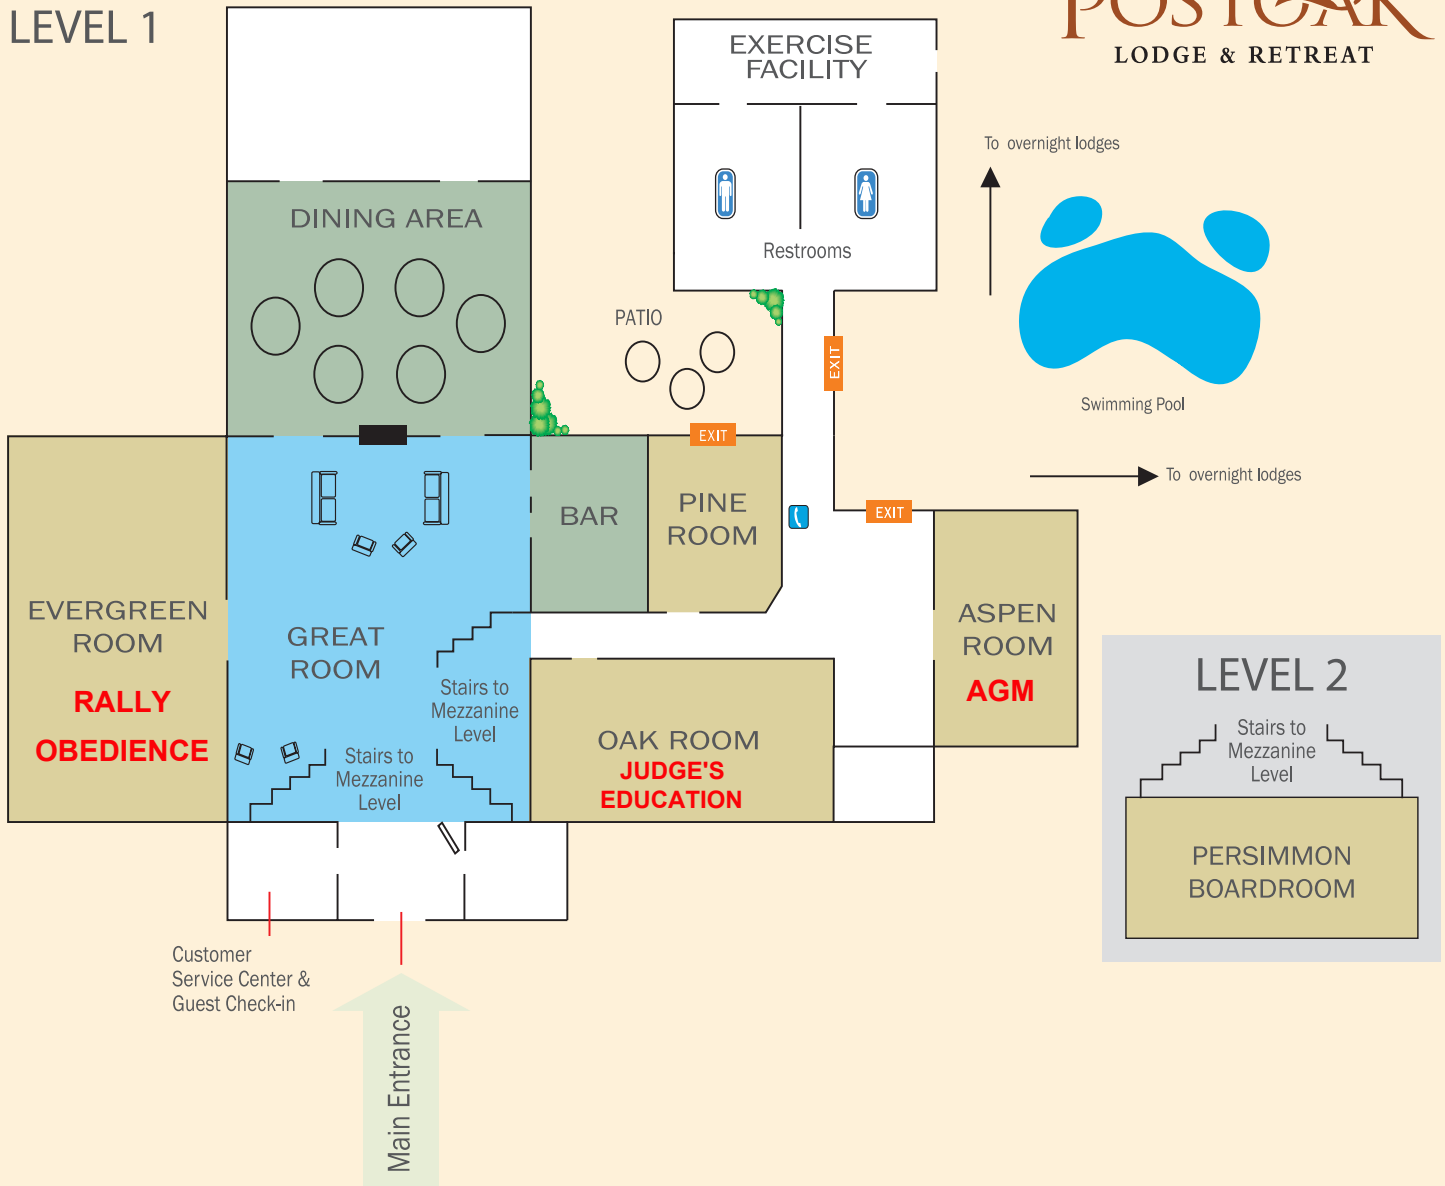 LEVEL 1
POSTOAK
LODGE & RETREAT
EXERCISE
FACILITY
To overnight lodges
DINING AREA
Restrooms
PATIO
EXIT
Swimming Pool
EXIT
To overnight lodges
BAR
PINE
ROOM
EXIT
EVERGREEN
ROOM
RALLY
OBEDIENCE
GREAT
ROOM
Stairs to
Mezzanine
Level
Stairs to
Mezzanine
Level
OAK ROOM
JUDGE'S
EDUCATION
ASPEN
ROOM
AGM
LEVEL 2
Stairs to
Mezzanine
Level
PERSIMMON
BOARDROOM
Customer
Service Center &
Guest Check-in
Main Entrance